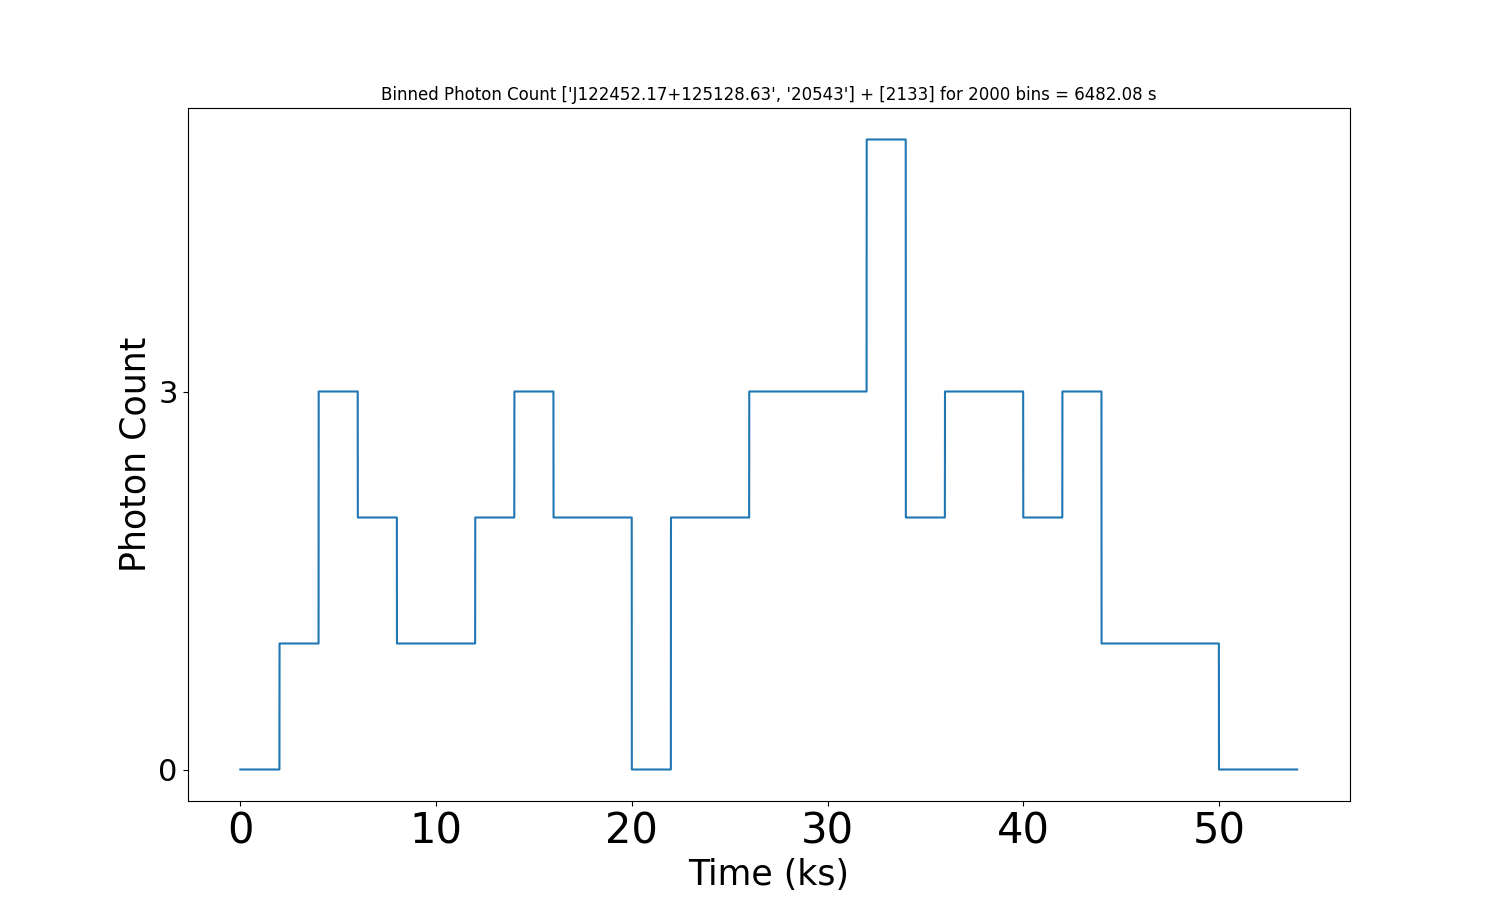 Binned Photon Count ['J122452.17+125128.63', '20543'] + [2133] for 2000 bins = 6482.08 s
Photon Count
3
0
0 10 20 30 40 50
Time (ks)